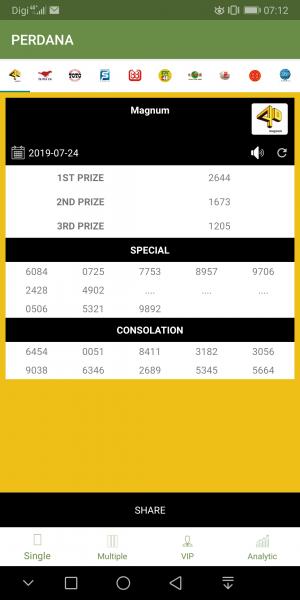 Digi 4G 07:12
PERDANA
TOTO
Magnum
4D
magnum
2019-07-24
1ST PRIZE 2644
2ND PRIZE 1673
3RD PRIZE 1205
SPECIAL
6084 0725 7753 8957 9706
2428 4902 .... ....
0506 5321 9892
CONSOLATION
6454 0051 8411 3182 3056
9038 6346 2689 5345 5664
SHARE
Single Multiple VIP Analytic